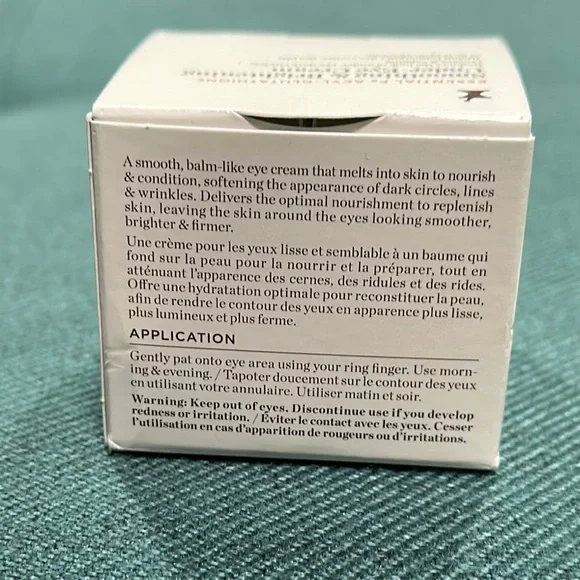 A smooth, balm-like eye cream that melts into skin to nourish
& condition, softening the appearance of dark circles, lines
& wrinkles. Delivers the optimal nourishment to replenish
skin, leaving the skin around the eyes looking smoother,
brighter & firmer.
Une crème pour les yeux lisse et semblable à un baume qui
fond sur la peau pour la nourrir et la préparer, tout en
atténuant l'apparence des cernes, des ridules et des rides.
Offre une hydratation optimale pour reconstituer la peau,
afin de rendre le contour des yeux en apparence plus lisse,
plus lumineux et plus ferme.
APPLICATION
Gently pat onto eye area using your ring finger. Use morn-
ing & evening. / Tapoter doucement sur le contour des yeux
en utilisant votre annulaire. Utiliser matin et soir.
Warning: Keep out of eyes. Discontinue use if you develop
redness or irritation. / Éviter le contact avec les yeux. Cesser
l'utilisation en cas d'apparition de rougeurs ou d'irritations.